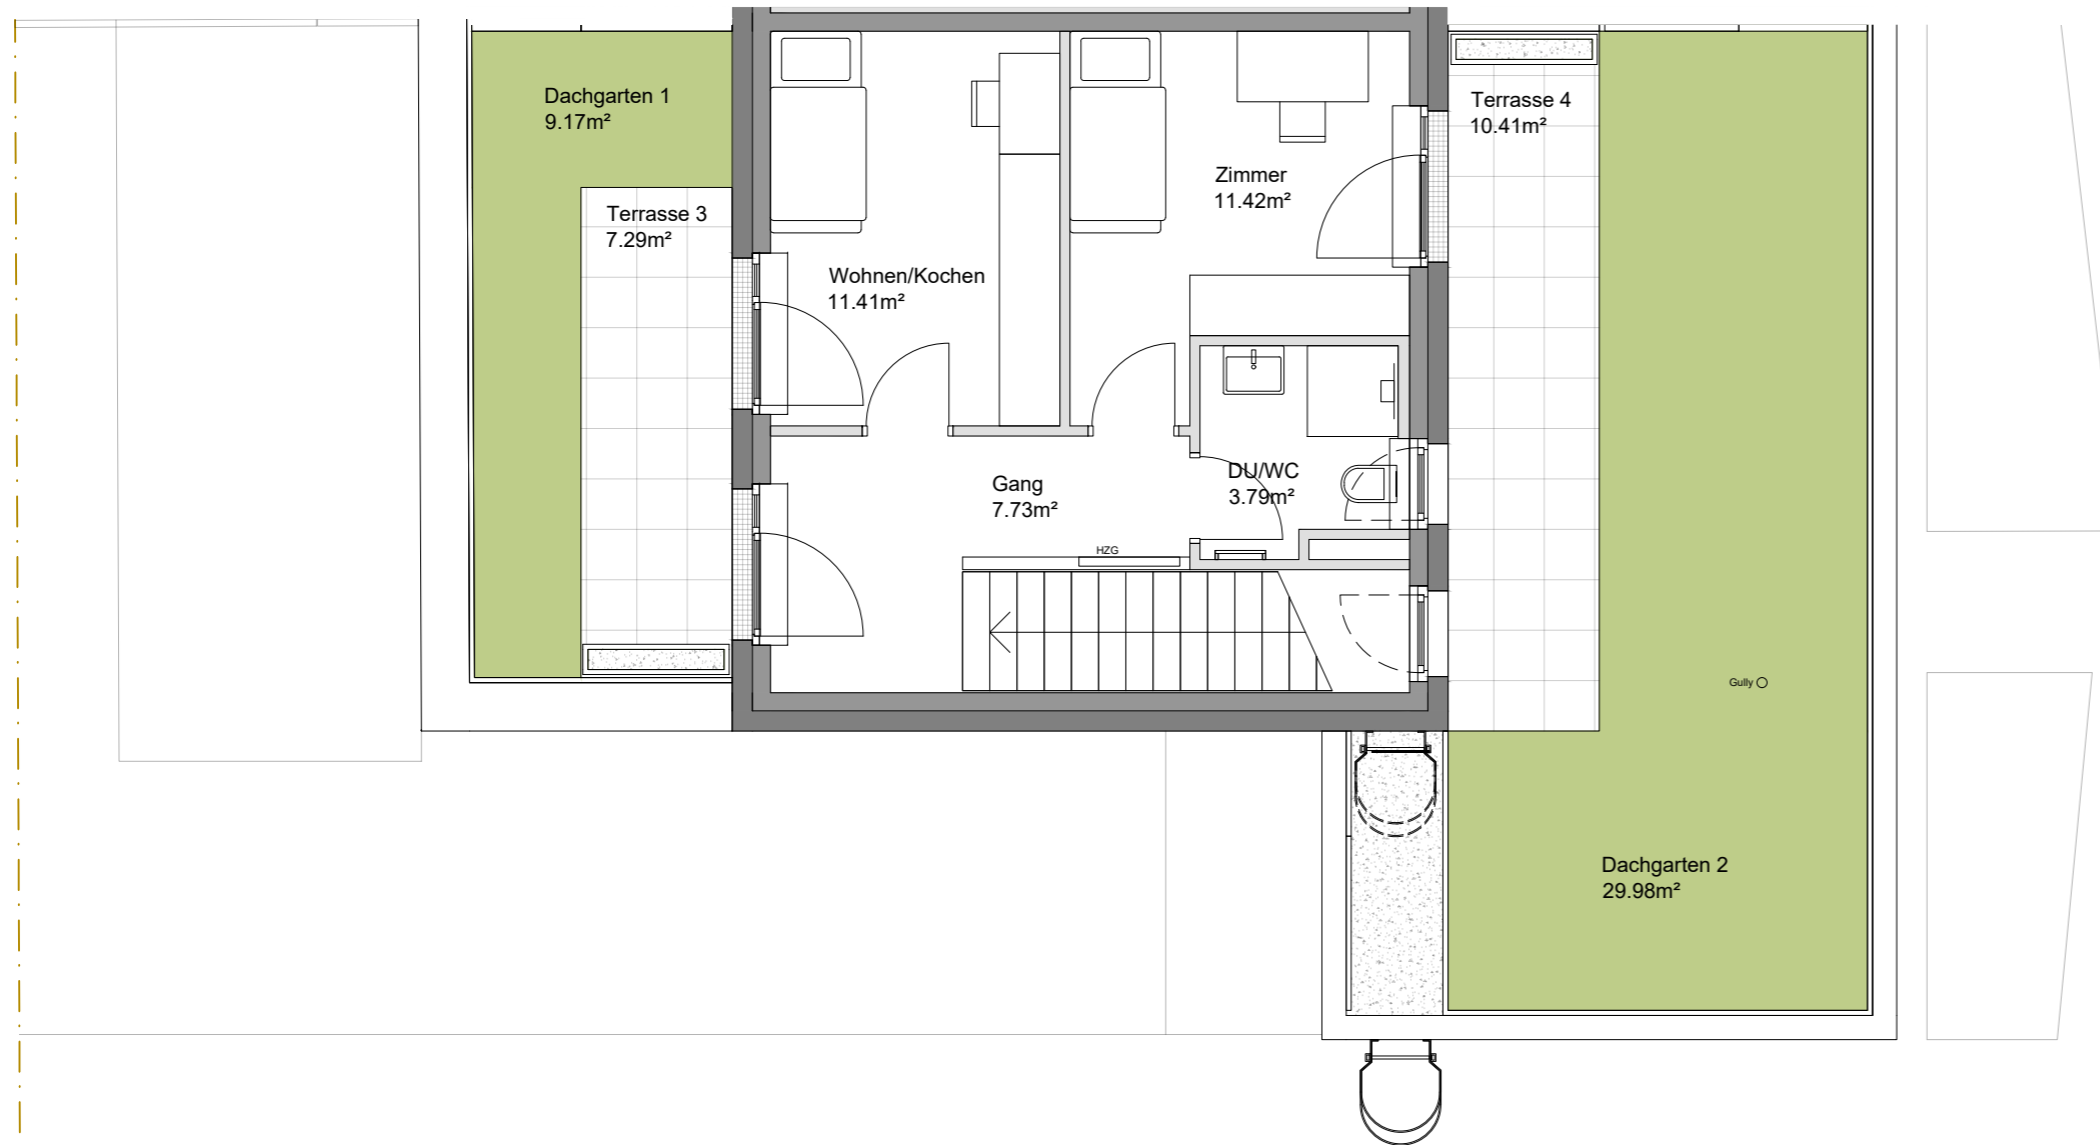 Dachgarten 1
9.17m²
Terrasse 3
7.29m²
Wohnen/Kochen
11.41m²
Zimmer
11.42m²
Terrasse 4
10.41m²
Gang
7.73m²
DU/WC
3.79m²
HZG
Gully
Dachgarten 2
29.98m²